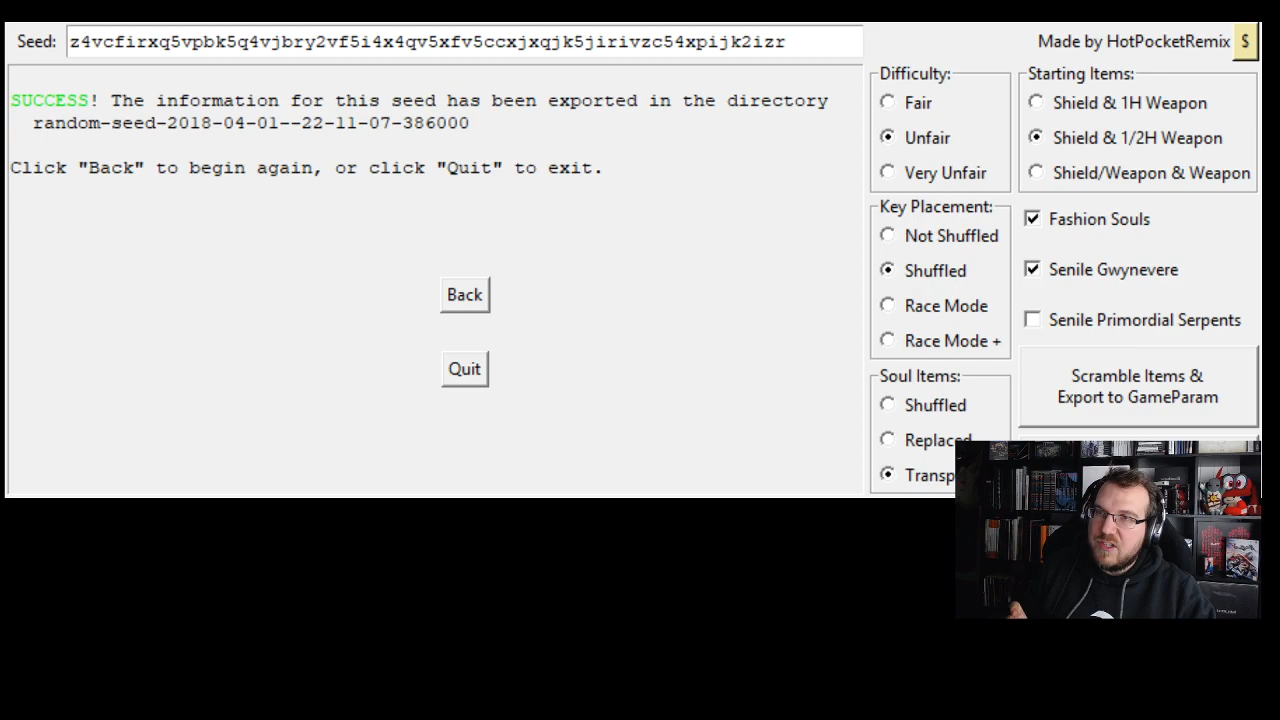 Seed: z4vcfirxq5vpbk5q4vjbry2vf5i4x4qv5xfv5ccxjxqjk5jirivzc54xpijk2izr
Made by HotPocketRemix $
SUCCESS! The information for this seed has been exported in the directory
random-seed-2018-04-01--22-11-07-386000
Click "Back" to begin again, or click "Quit" to exit.
Back
Quit
Difficulty:
Fair
Unfair
Very Unfair
Key Placement:
Not Shuffled
Shuffled
Race Mode
Race Mode +
Soul Items:
Shuffled
Replaced
Transp
Starting Items:
Shield & 1H Weapon
Shield & 1/2H Weapon
Shield/Weapon & Weapon
Fashion Souls
Senile Gwynevere
Senile Primordial Serpents
Scramble Items &
Export to GameParam